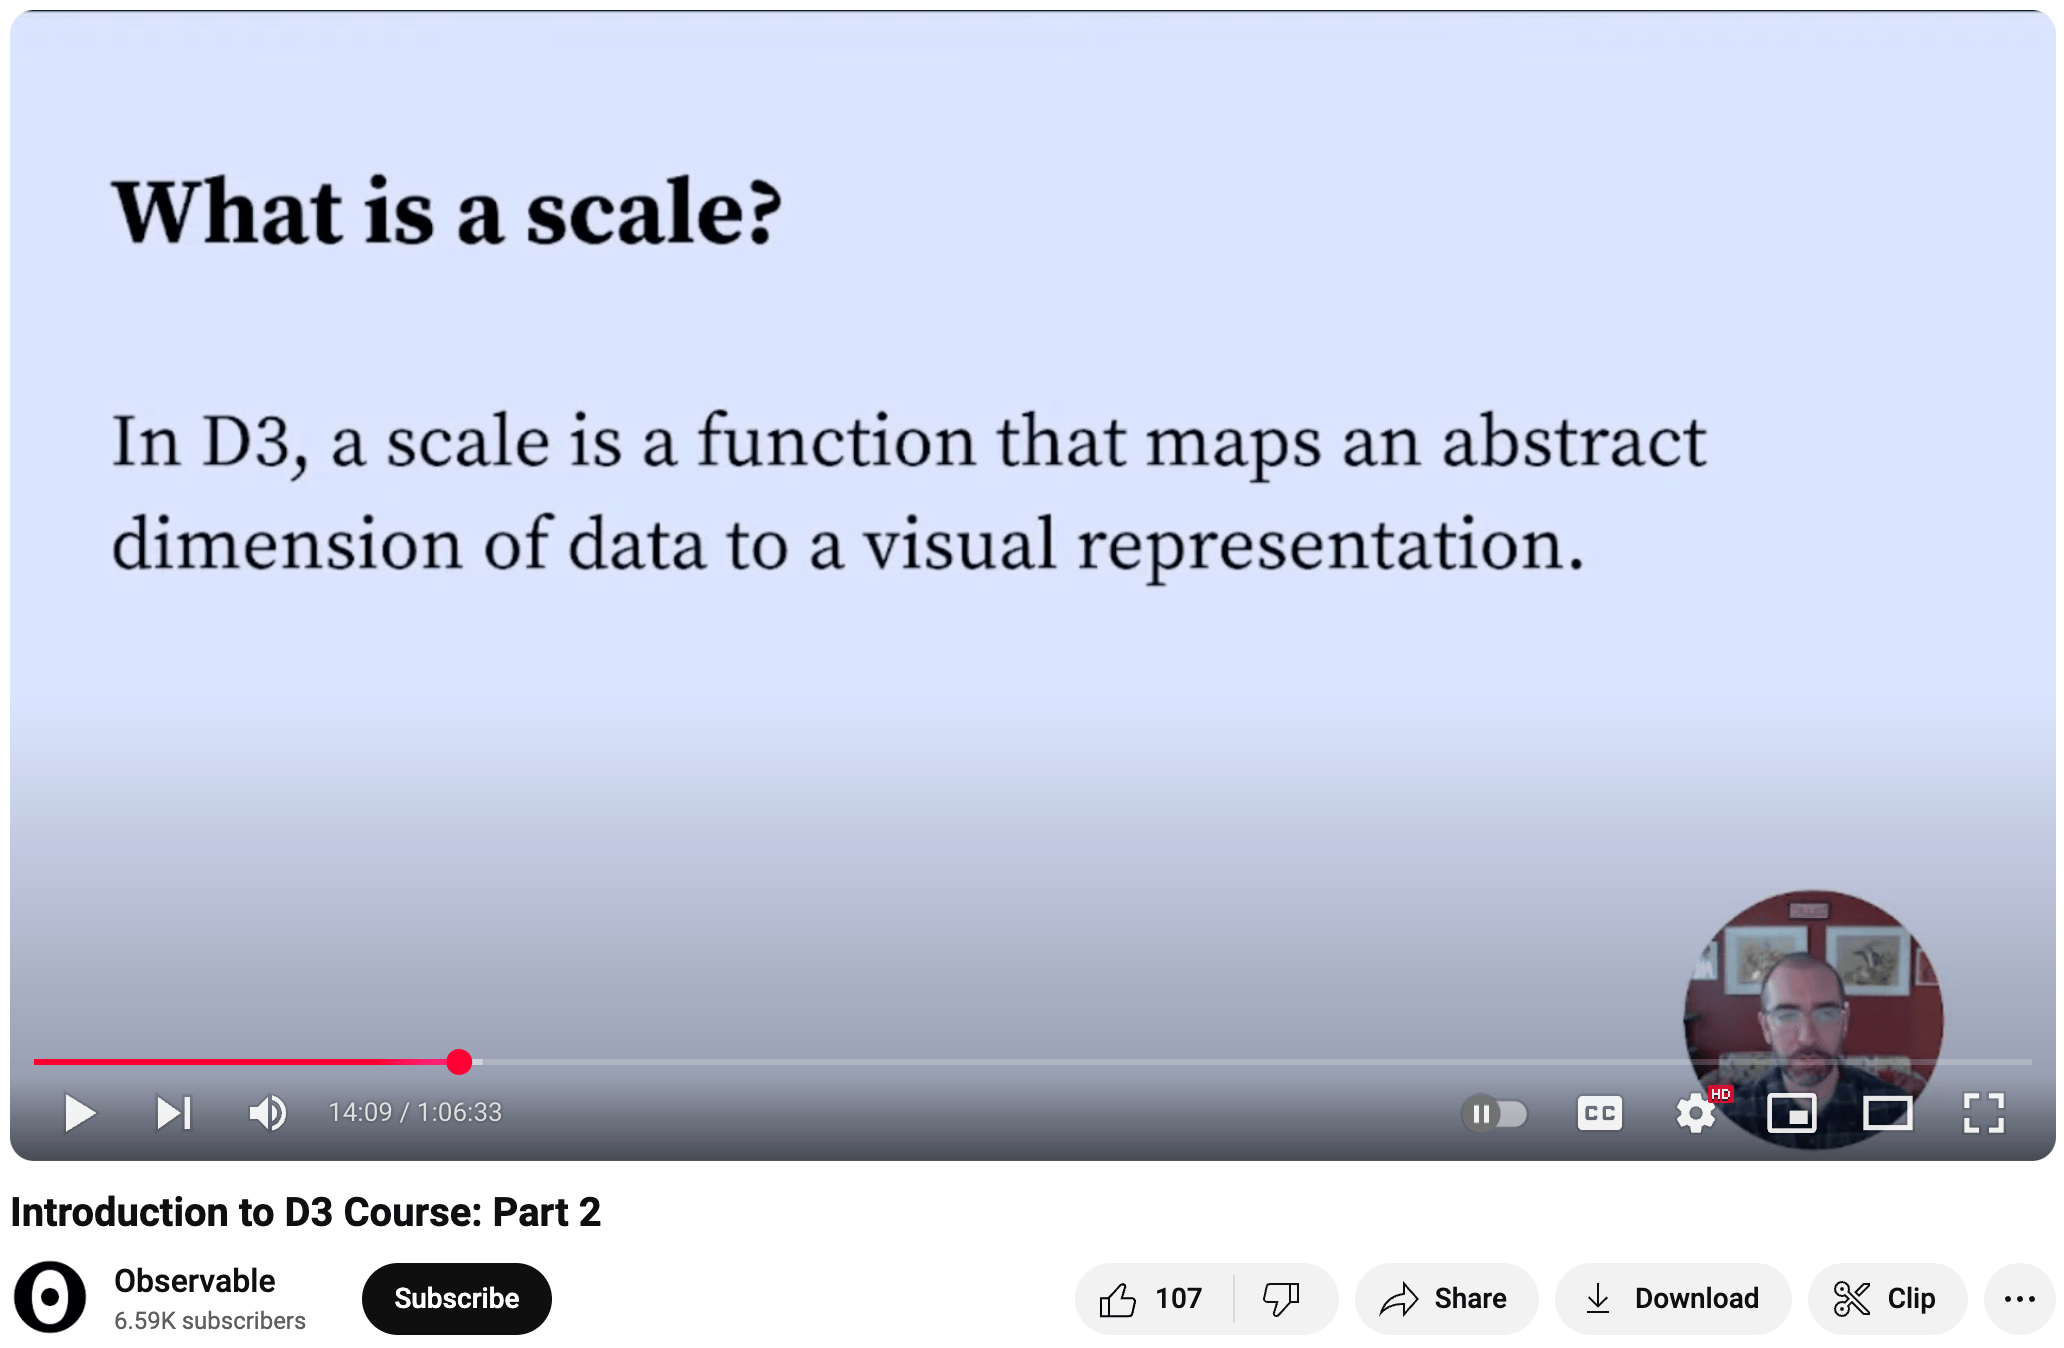 What is a scale?
In D3, a scale is a function that maps an abstract
dimension of data to a visual representation.
14:09 / 1:06:33
CC
HD
Introduction to D3 Course: Part 2
Observable
6.59K subscribers
Subscribe
107
Share
Download
Clip